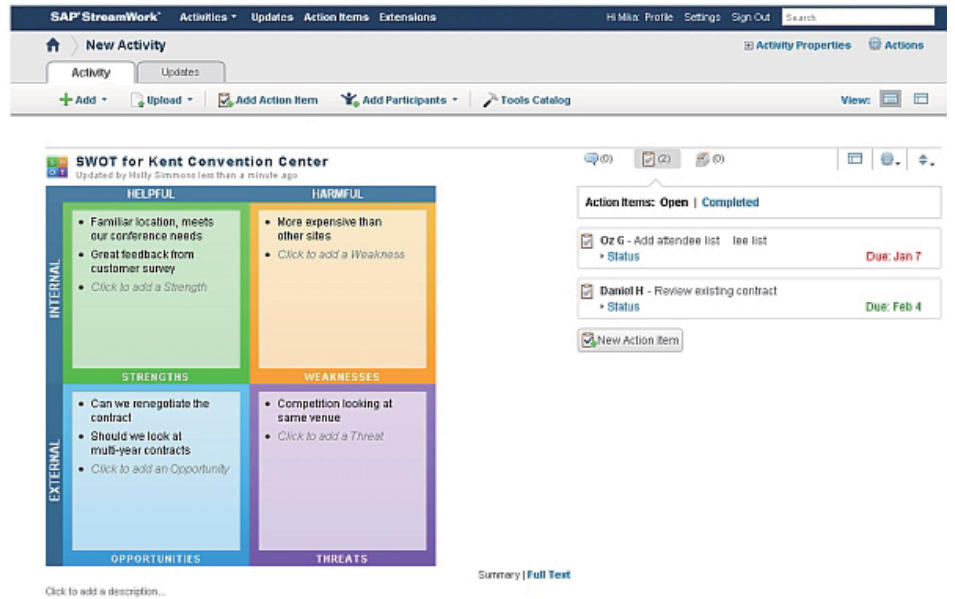 SAP StreamWork Activities Updates Action Items Extensions Hi Mika: Profile Settings Sign Out Search
New Activity Activity Properties Actions
Activity Updates
Add Upload Add Action Item Add Participants Tools Catalog View:
SWOT for Kent Convention Center (0) (2) (0)
Updated by Holly Simmons less than a minute ago
HELPFUL HARMFUL
INTERNAL
• Familiar location, meets
our conference needs
• Great feedback from
customer survey
• Click to add a Strength
STRENGTHS
• More expensive than
other sites
• Click to add a Weakness
WEAKNESSES
EXTERNAL
• Can we renegotiate the
contract
• Should we look at
multi-year contracts
• Click to add an Opportunity
OPPORTUNITIES
• Competition looking at
same venue
• Click to add a Threat
THREATS
Action Items: Open | Completed
Oz G - Add attendee list lee list
Status Due: Jan 7
Daniel H - Review existing contract
Status Due: Feb 4
New Action Item
Summary | Full Text
Click to add a description...